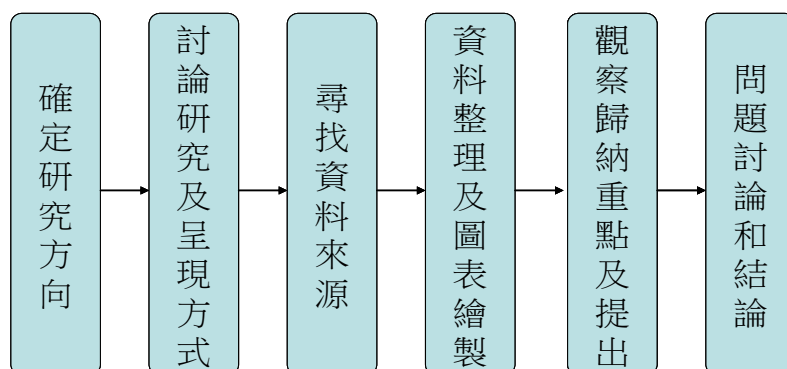 確定研究方向
討論研究及呈現方式
尋找資料來源
資料整理及圖表繪製
觀察歸納重點及提出
問題討論和結論